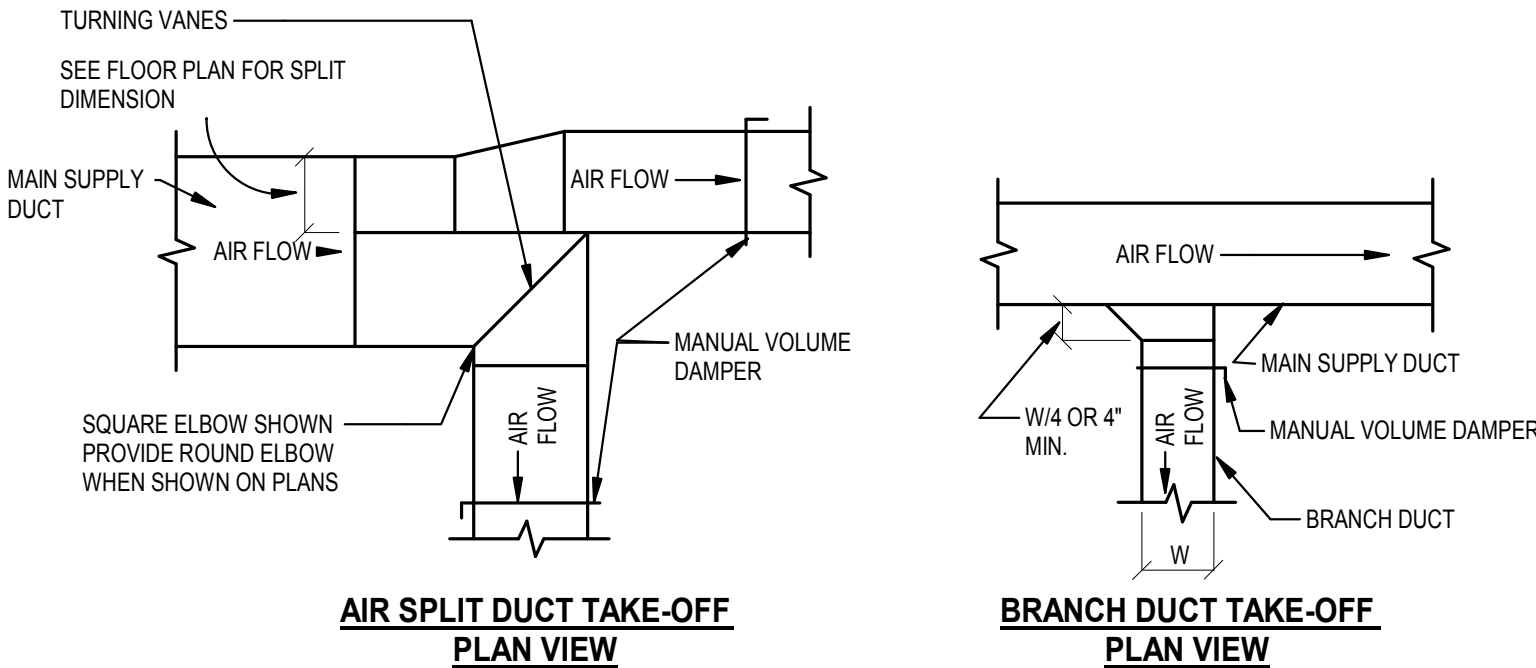 TURNING VANES
SEE FLOOR PLAN FOR SPLIT
DIMENSION
MAIN SUPPLY
DUCT
AIR FLOW
AIR FLOW
MANUAL VOLUME
DAMPER
SQUARE ELBOW SHOWN
PROVIDE ROUND ELBOW
WHEN SHOWN ON PLANS
AIR
FLOW
AIR SPLIT DUCT TAKE-OFF
PLAN VIEW
AIR FLOW
MAIN SUPPLY DUCT
W/4 OR 4"
MIN.
AIR
FLOW
MANUAL VOLUME DAMPER
BRANCH DUCT
W
BRANCH DUCT TAKE-OFF
PLAN VIEW